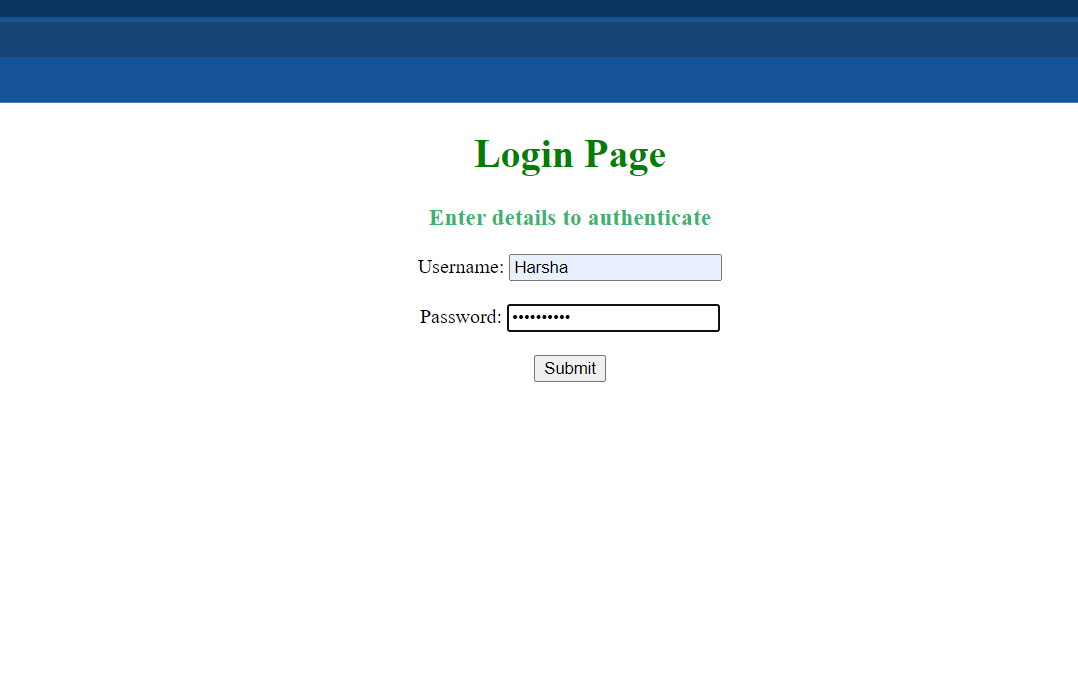 Login Page
Enter details to authenticate
Username: Harsha
Password: ••••••••••
Submit